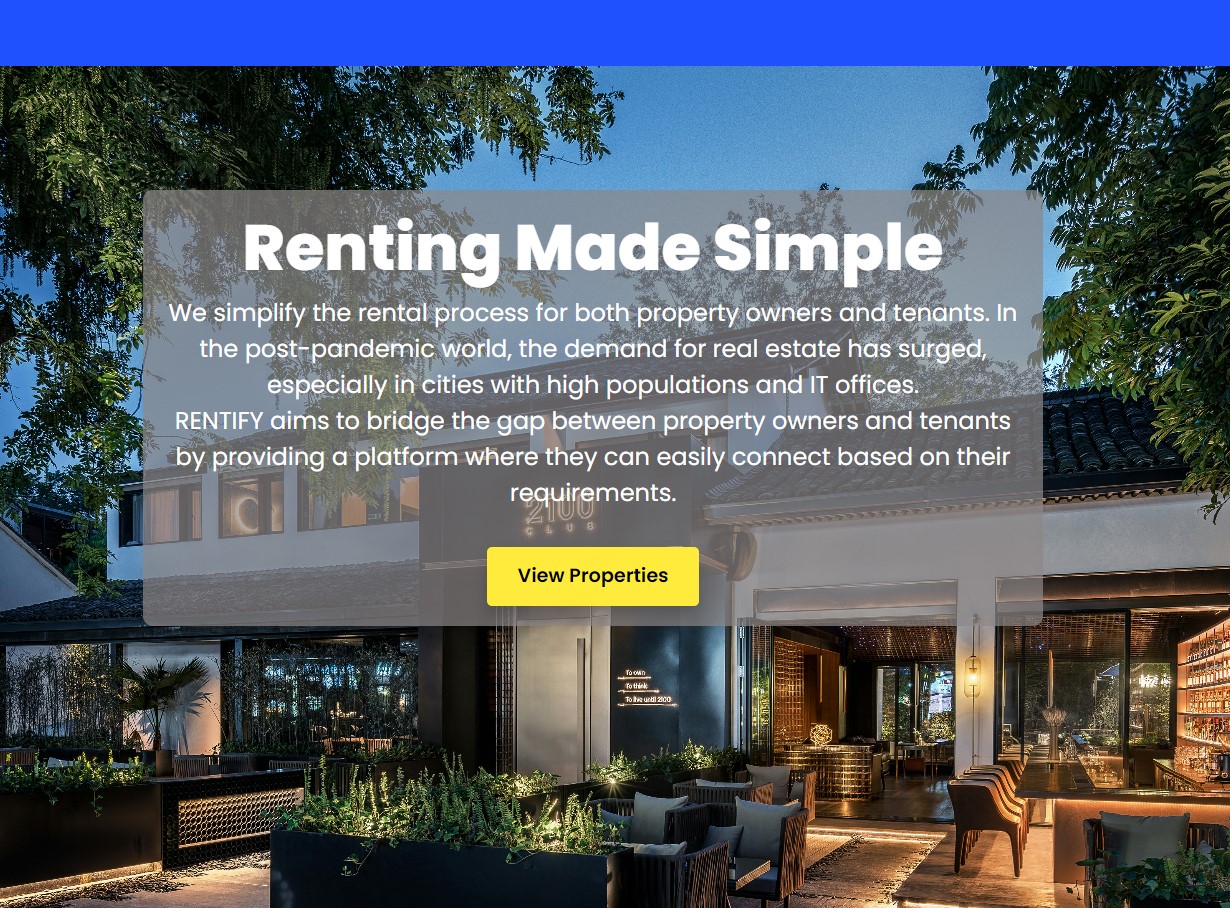 Renting Made Simple
We simplify the rental process for both property owners and tenants. In
the post-pandemic world, the demand for real estate has surged,
especially in cities with high populations and IT offices.
RENTIFY aims to bridge the gap between property owners and tenants
by providing a platform where they can easily connect based on their
requirements.
2100
CLUB
View Properties
To own
To think
To live until 2100